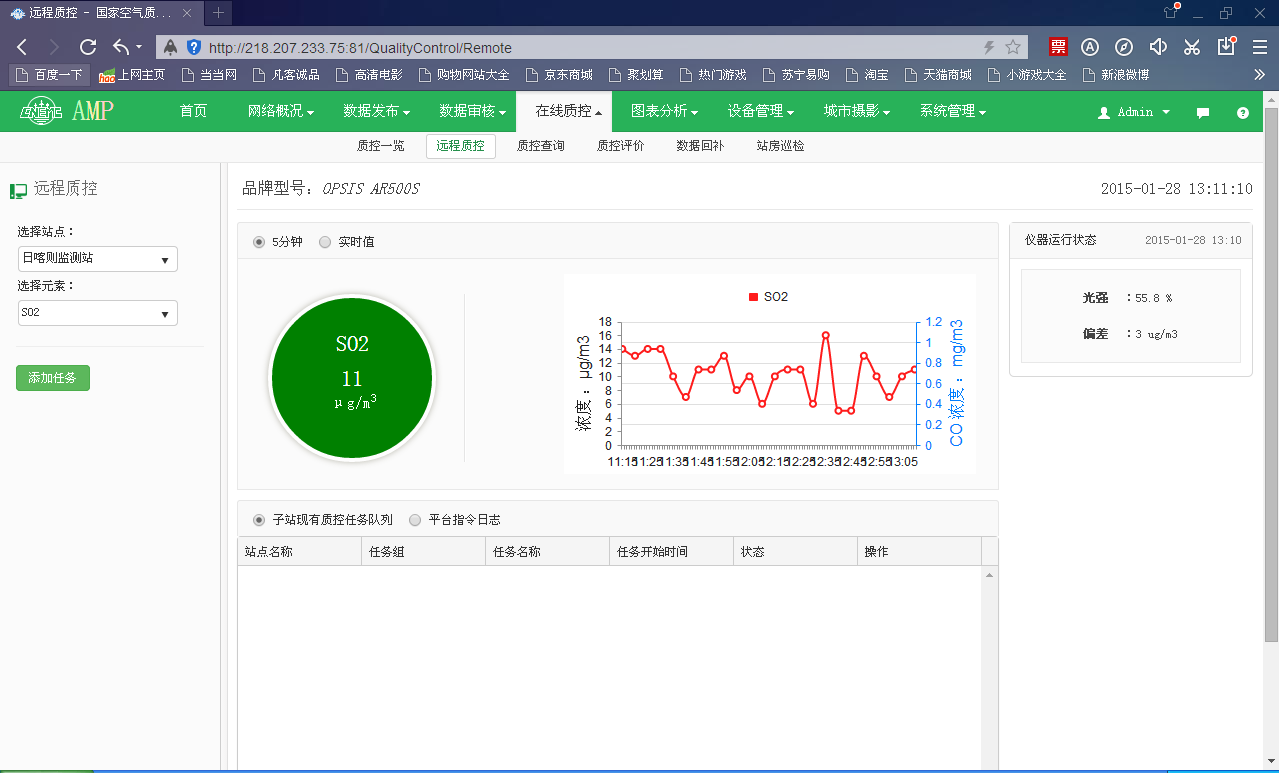 远程质控 - 国家空气质...
http://218.207.233.75:81/QualityControl/Remote
票
百度一下 hao 上网主页 当当网 凡客诚品 高清电影 购物网站大全 京东商城 聚划算 热门游戏 苏宁易购 淘宝 天猫商城 小游戏大全 新浪微博
AMP 首页 网络概况 数据发布 数据审核 在线质控 图表分析 设备管理 城市摄影 系统管理 Admin
质控一览 远程质控 质控查询 质控评价 数据回补 站房巡检
远程质控
选择站点：
日喀则监测站
选择元素：
SO2
添加任务
品牌型号：OPSIS AR500S
2015-01-28 13:11:10
5分钟 实时值
SO2
11
μg/m3
SO2
浓度 : μg/m3
18
16
14
12
10
8
6
4
2
0
1.2
1
0.8
0.6
0.4
0.2
0
CO 浓度 : mg/m3
11:15 11:25 11:35 11:45 11:55 12:05 12:15 12:25 12:35 12:45 12:55 13:05
仪器运行状态 2015-01-28 13:10
光强 ：55.8 %
偏差 ：3 ug/m3
子站现有质控任务队列 平台指令日志
站点名称 任务组 任务名称 任务开始时间 状态 操作